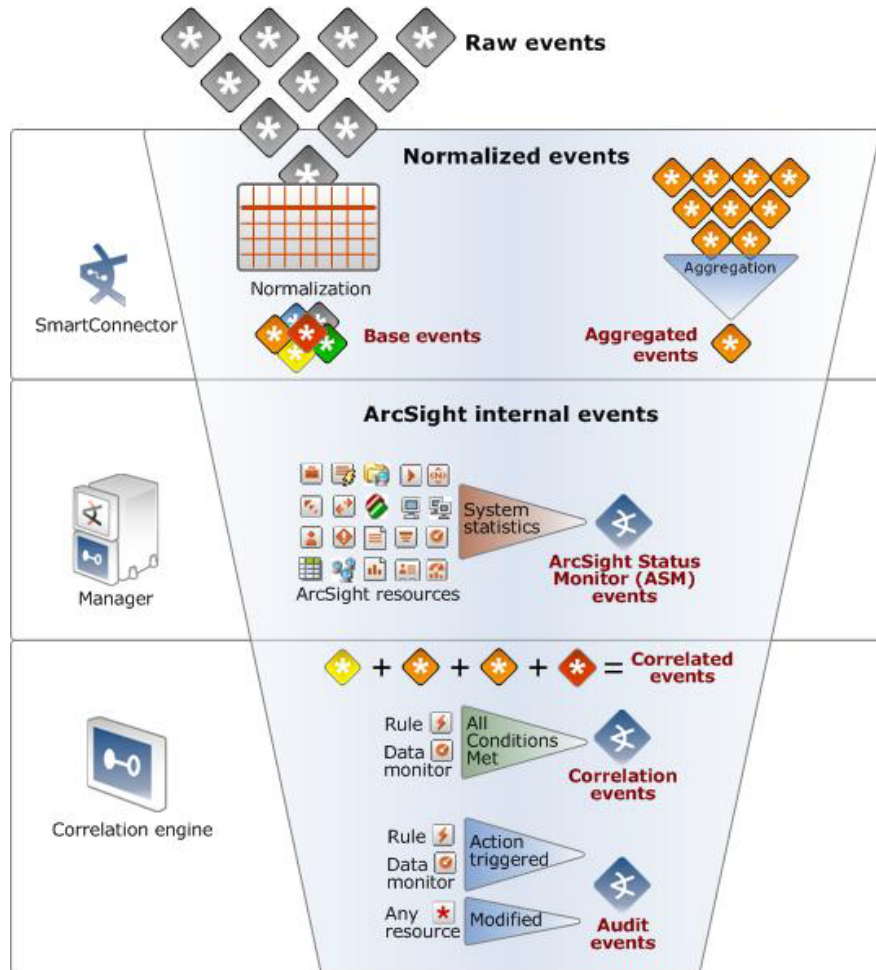 Raw events
Normalized events
Aggregation
Normalization
SmartConnector
Base events
Aggregated
events
ArcSight internal events
System
statistics
ArcSight Status
Monitor (ASM)
events
ArcSight resources
Manager
+ + + = Correlated
events
Rule
Data
monitor
All
Conditions
Met
Correlation
events
Correlation engine
Rule
Data
monitor
Action
triggered
Any
resource
Modified
Audit
events